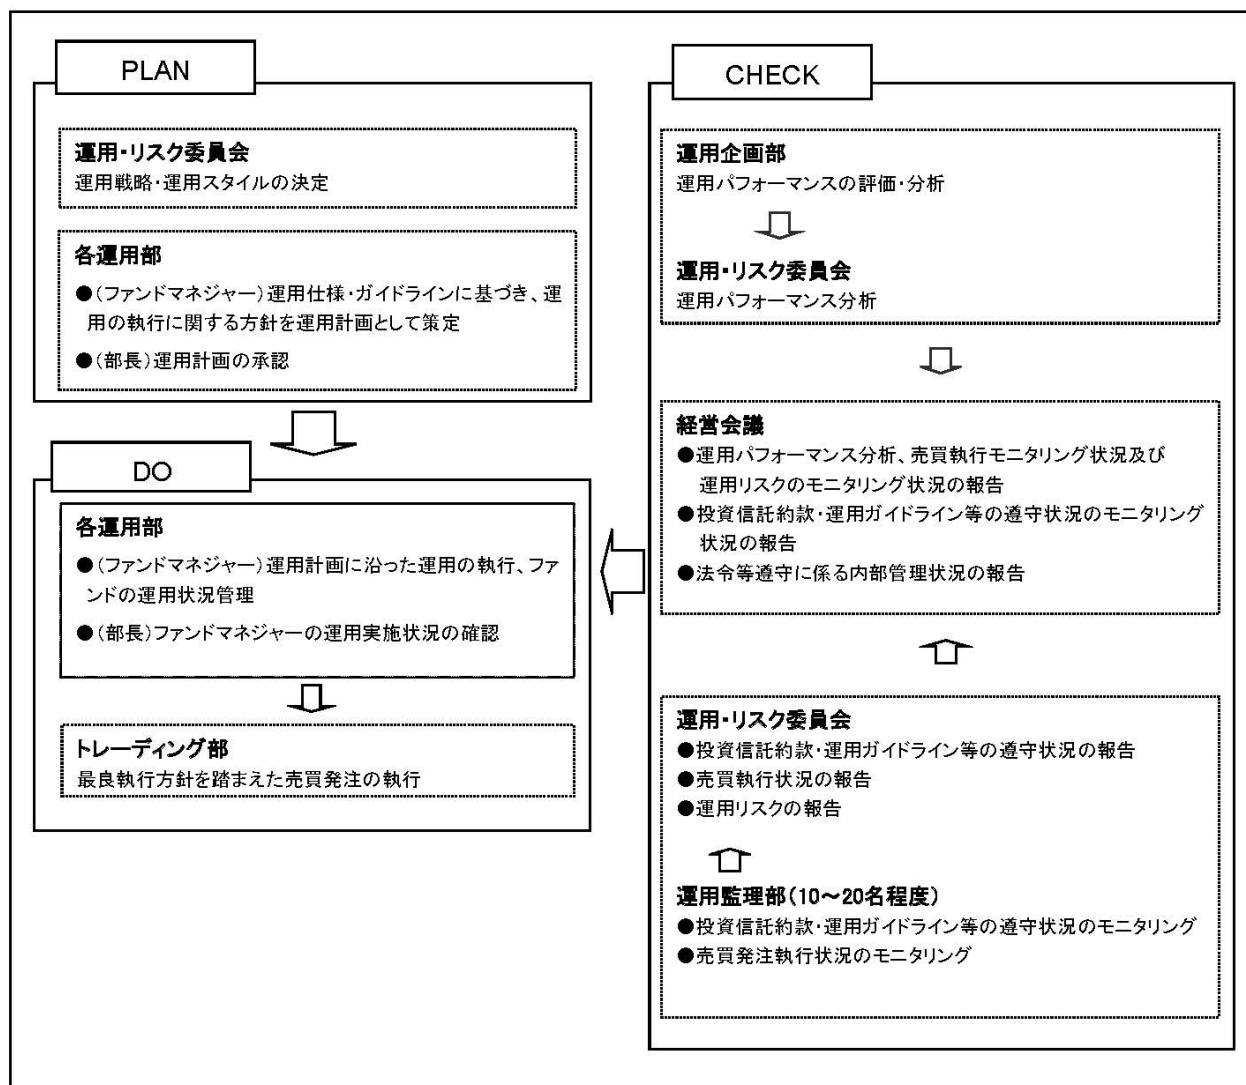 PLAN
運用・リスク委員会
運用戦略・運用スタイルの決定
各運用部
●(ファンドマネジャー)運用仕様・ガイドラインに基づき、運
用の執行に関する方針を運用計画として策定
●(部長)運用計画の承認
DO
各運用部
●(ファンドマネジャー)運用計画に沿った運用の執行、ファ
ンドの運用状況管理
●(部長)ファンドマネジャーの運用実施状況の確認
トレーディング部
最良執行方針を踏まえた売買発注の執行
CHECK
運用企画部
運用パフォーマンスの評価・分析
運用・リスク委員会
運用パフォーマンス分析
経営会議
●運用パフォーマンス分析、売買執行モニタリング状況及び
運用リスクのモニタリング状況の報告
●投資信託約款・運用ガイドライン等の遵守状況のモニタリング
状況の報告
●法令等遵守に係る内部管理状況の報告
運用・リスク委員会
●投資信託約款・運用ガイドライン等の遵守状況の報告
●売買執行状況の報告
●運用リスクの報告
運用監理部(10～20名程度)
●投資信託約款・運用ガイドライン等の遵守状況のモニタリング
●売買発注執行状況のモニタリング